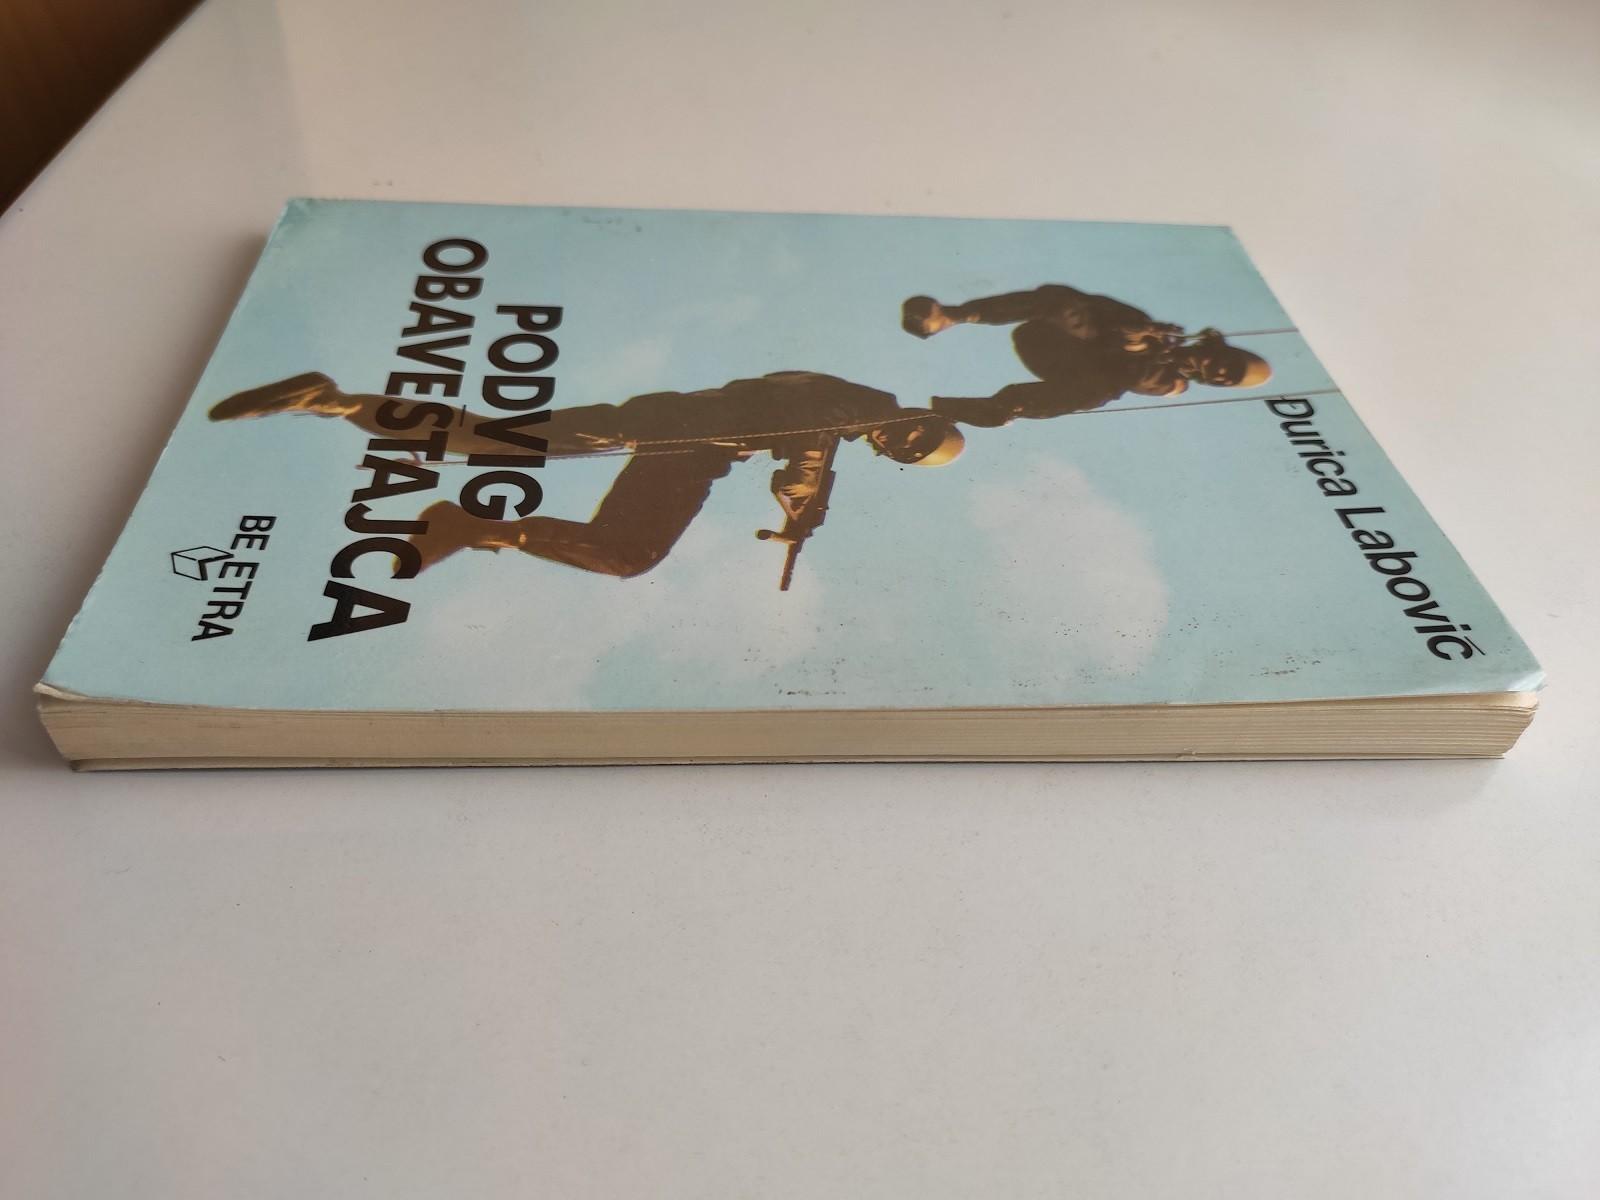 Đurica Labović
PODVIG
OBAVEŠTAJCA
BE ETRA